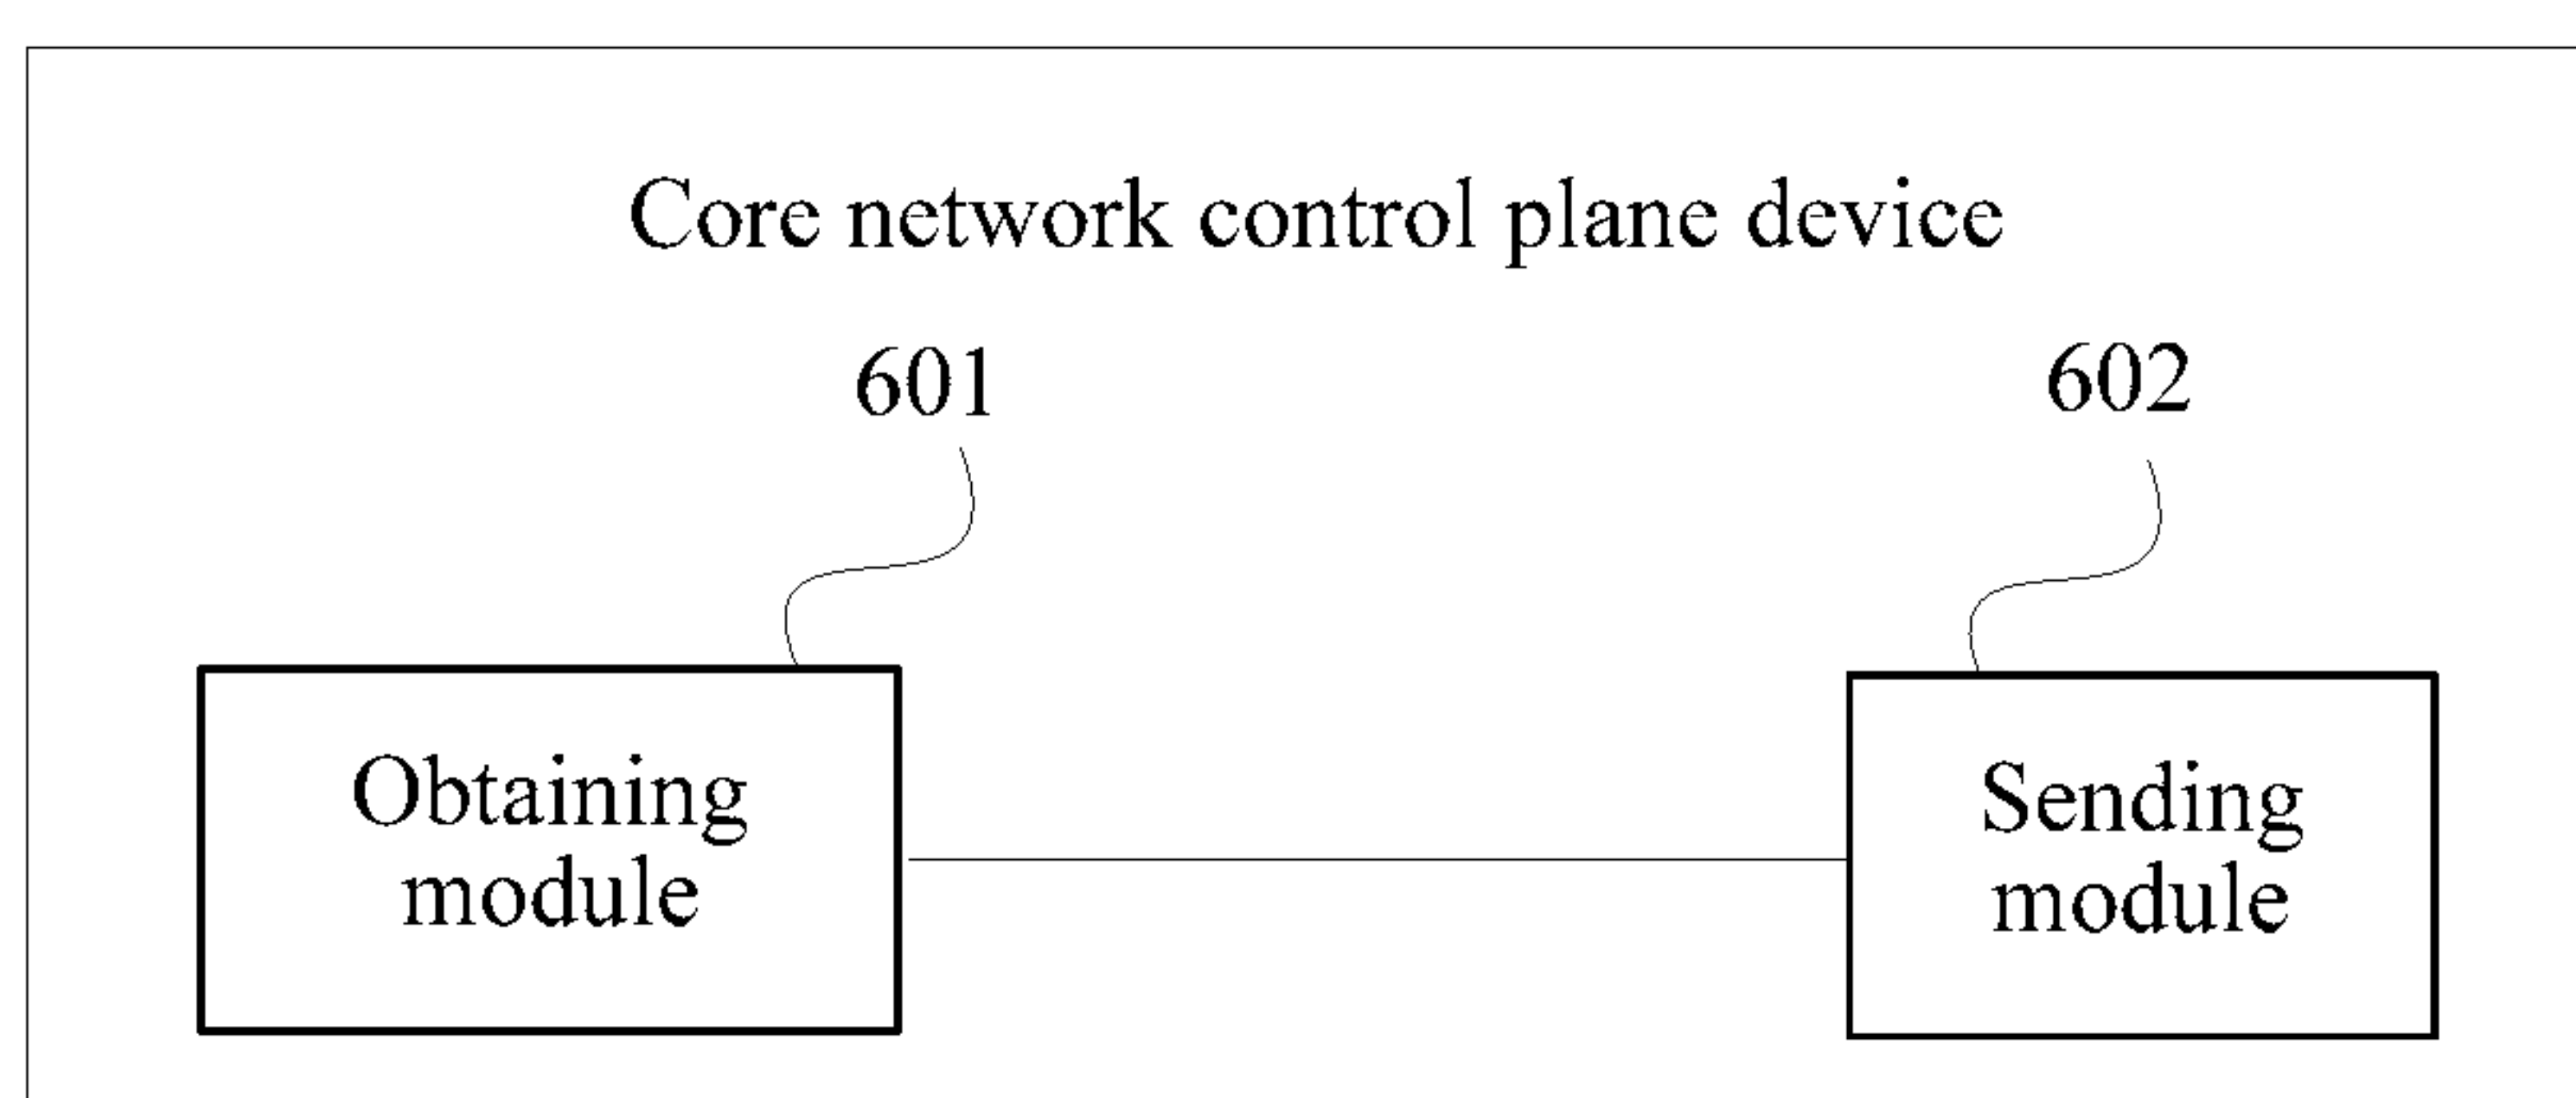 Core network control plane device
601
602
Obtaining
module
Sending
module